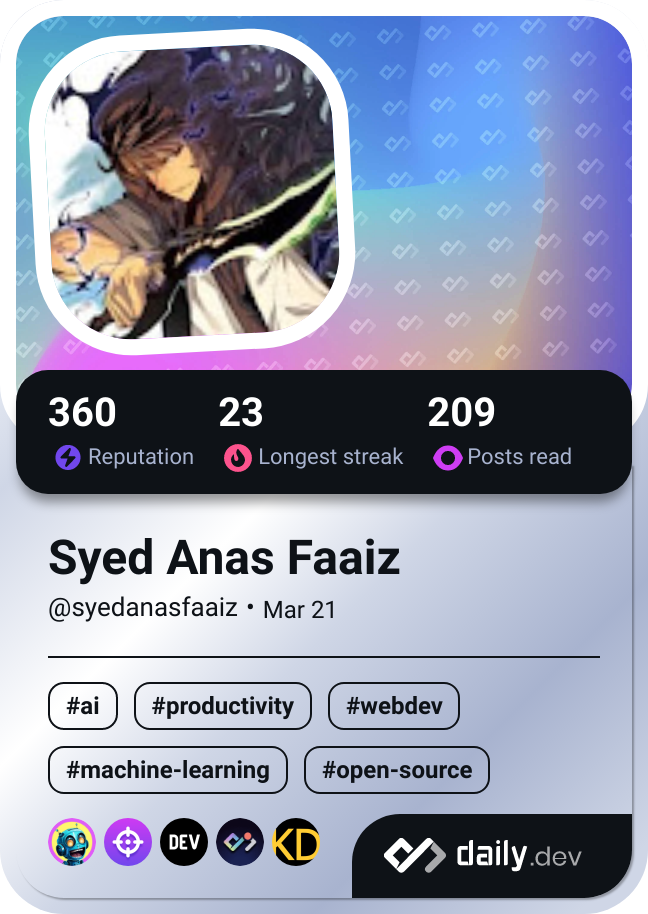 360 23 209
Reputation Longest streak Posts read
Syed Anas Faaiz
@syedanasfaaiz • Mar 21
#ai #productivity #webdev
#machine-learning #open-source
DEV KD
daily.dev